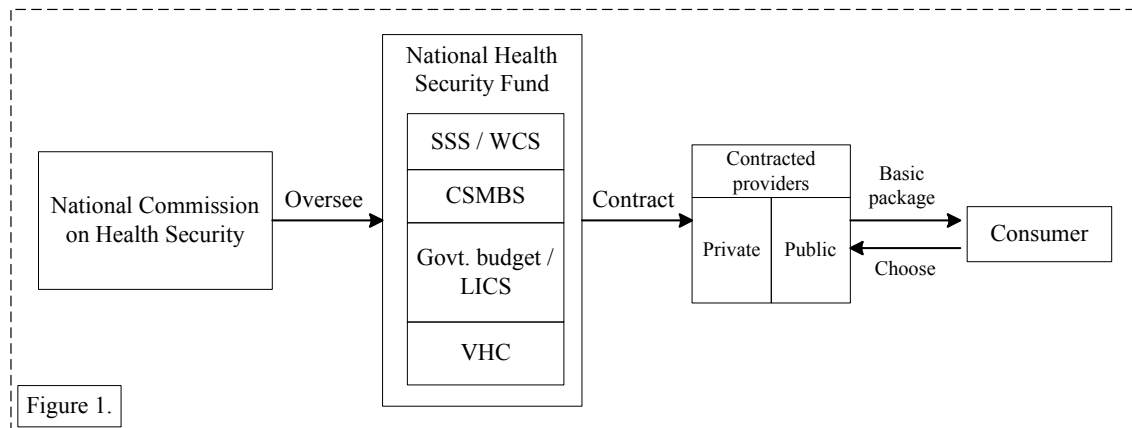 National Commission
on Health Security
Oversee
National Health
Security Fund
SSS / WCS
CSMBS
Govt. budget /
LICS
VHC
Contract
Contracted
providers
Private
Public
Basic
package
Choose
Consumer
Figure 1.